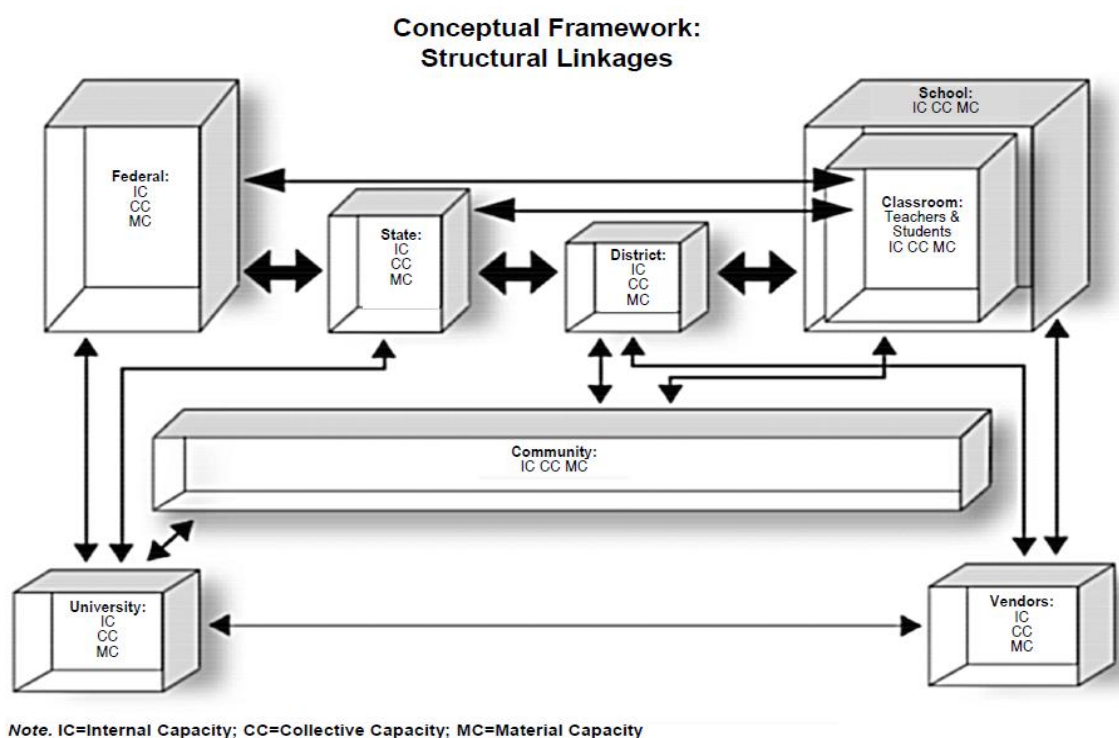 Conceptual Framework:
Structural Linkages
School:
IC CC MC
Federal:
IC
CC
MC
State:
IC
CC
MC
District:
IC
CC
MC
Classroom:
Teachers &
Students
IC CC MC
Community:
IC CC MC
University:
IC
CC
MC
Vendors:
IC
CC
MC
Note. IC=Internal Capacity; CC=Collective Capacity; MC=Material Capacity